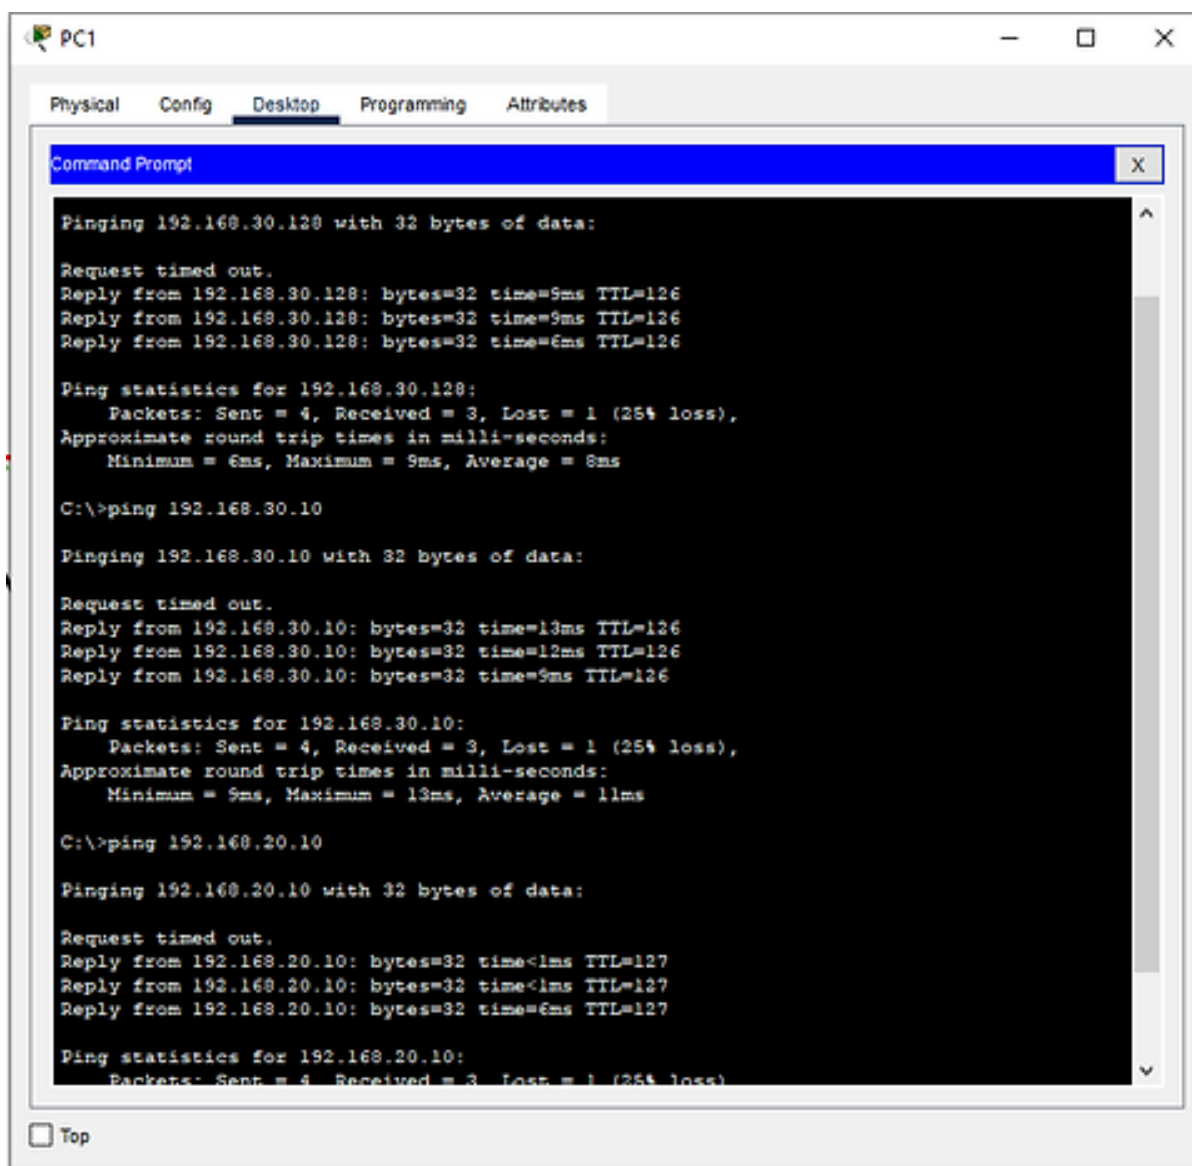 PC1
Physical Config Desktop Programming Attributes
Command Prompt
X
Pinging 192.168.30.128 with 32 bytes of data:
Request timed out.
Reply from 192.168.30.128: bytes=32 time=9ms TTL=126
Reply from 192.168.30.128: bytes=32 time=9ms TTL=126
Reply from 192.168.30.128: bytes=32 time=6ms TTL=126
Ping statistics for 192.168.30.128:
Packets: Sent = 4, Received = 3, Lost = 1 (25% loss),
Approximate round trip times in milli-seconds:
Minimum = 6ms, Maximum = 9ms, Average = 8ms
C:\>ping 192.168.30.10
Pinging 192.168.30.10 with 32 bytes of data:
Request timed out.
Reply from 192.168.30.10: bytes=32 time=13ms TTL=126
Reply from 192.168.30.10: bytes=32 time=12ms TTL=126
Reply from 192.168.30.10: bytes=32 time=9ms TTL=126
Ping statistics for 192.168.30.10:
Packets: Sent = 4, Received = 3, Lost = 1 (25% loss),
Approximate round trip times in milli-seconds:
Minimum = 9ms, Maximum = 13ms, Average = 11ms
C:\>ping 192.168.20.10
Pinging 192.168.20.10 with 32 bytes of data:
Request timed out.
Reply from 192.168.20.10: bytes=32 time<1ms TTL=127
Reply from 192.168.20.10: bytes=32 time<1ms TTL=127
Reply from 192.168.20.10: bytes=32 time=6ms TTL=127
Ping statistics for 192.168.20.10:
Packets: Sent = 4, Received = 3, Lost = 1 (25% loss)
Top